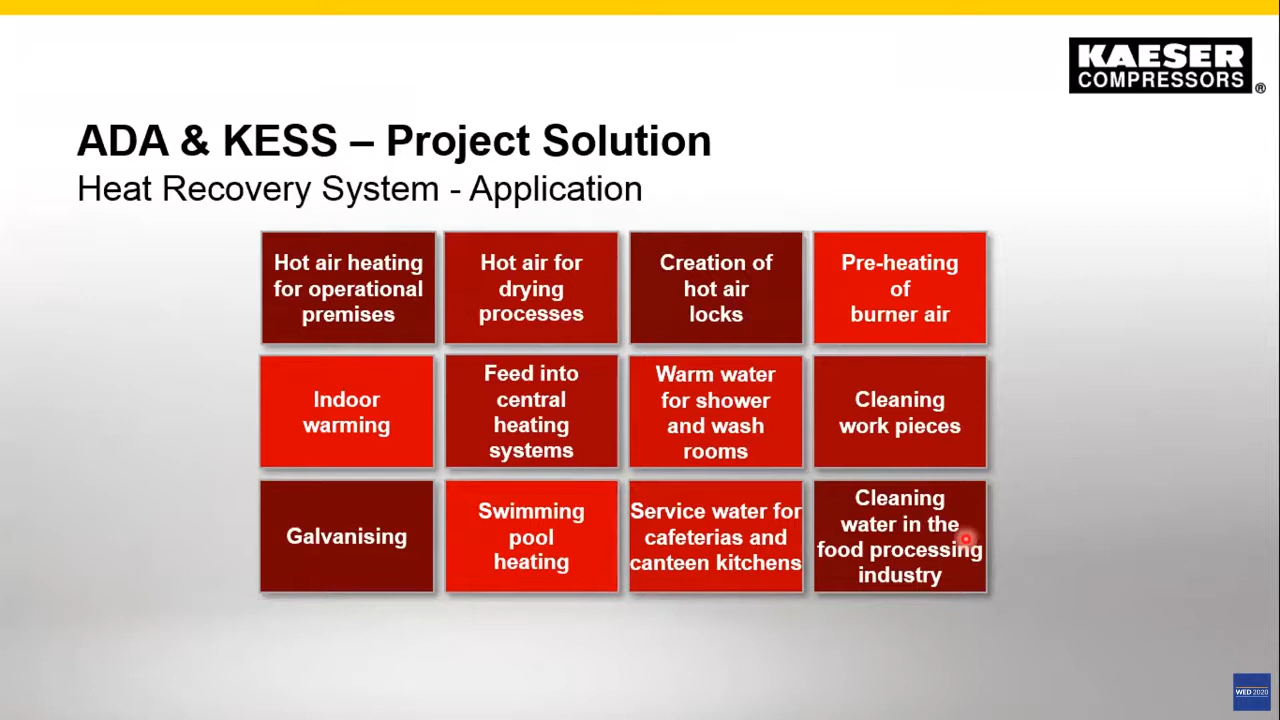 KAESER
COMPRESSORS®
ADA & KESS – Project Solution
Heat Recovery System - Application
Hot air heating
for operational
premises
Hot air for
drying
processes
Creation of
hot air
locks
Pre-heating
of
burner air
Indoor
warming
Feed into
central
heating
systems
Warm water
for shower
and wash
rooms
Cleaning
work pieces
Galvanising
Swimming
pool
heating
Service water for
cafeterias and
canteen kitchens
Cleaning
water in the
food processing
industry
WED 2020